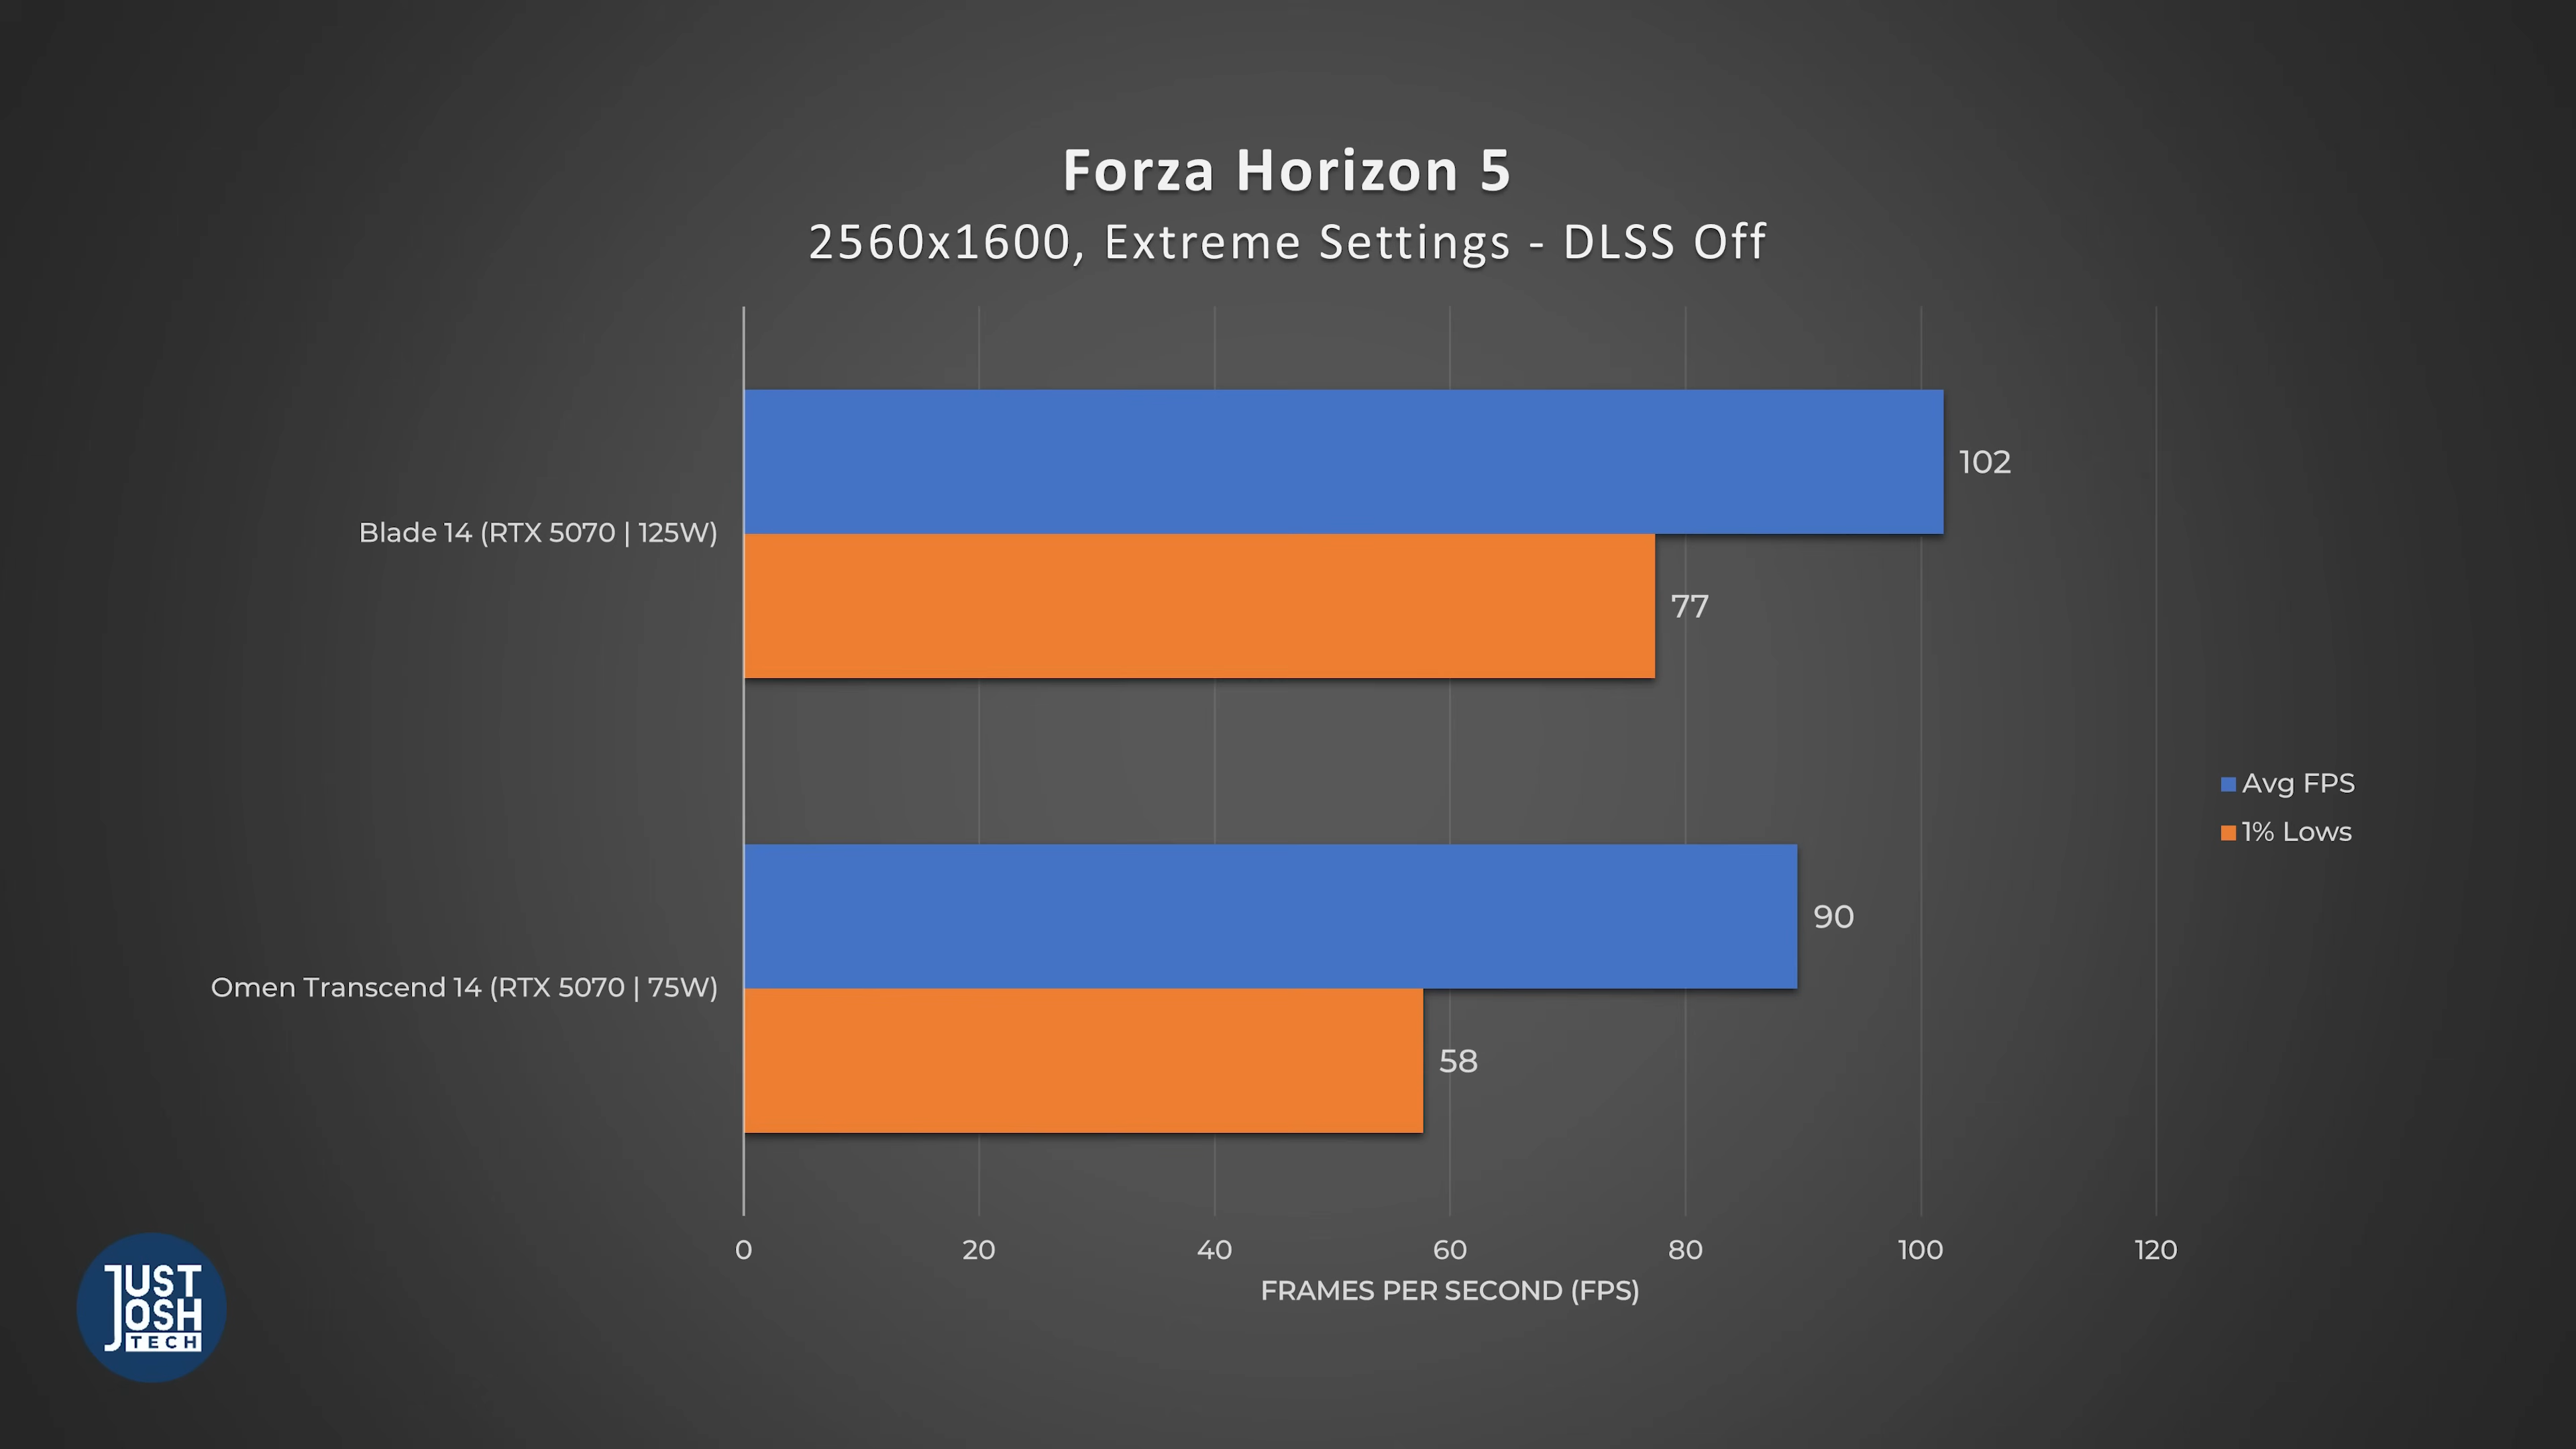 Forza Horizon 5
2560x1600, Extreme Settings - DLSS Off
102
Blade 14 (RTX 5070 | 125W)
77
Avg FPS
1% Lows
90
Omen Transcend 14 (RTX 5070 | 75W)
58
0 20 40 60 80 100 120
FRAMES PER SECOND (FPS)
JUST
JOSH
TECH